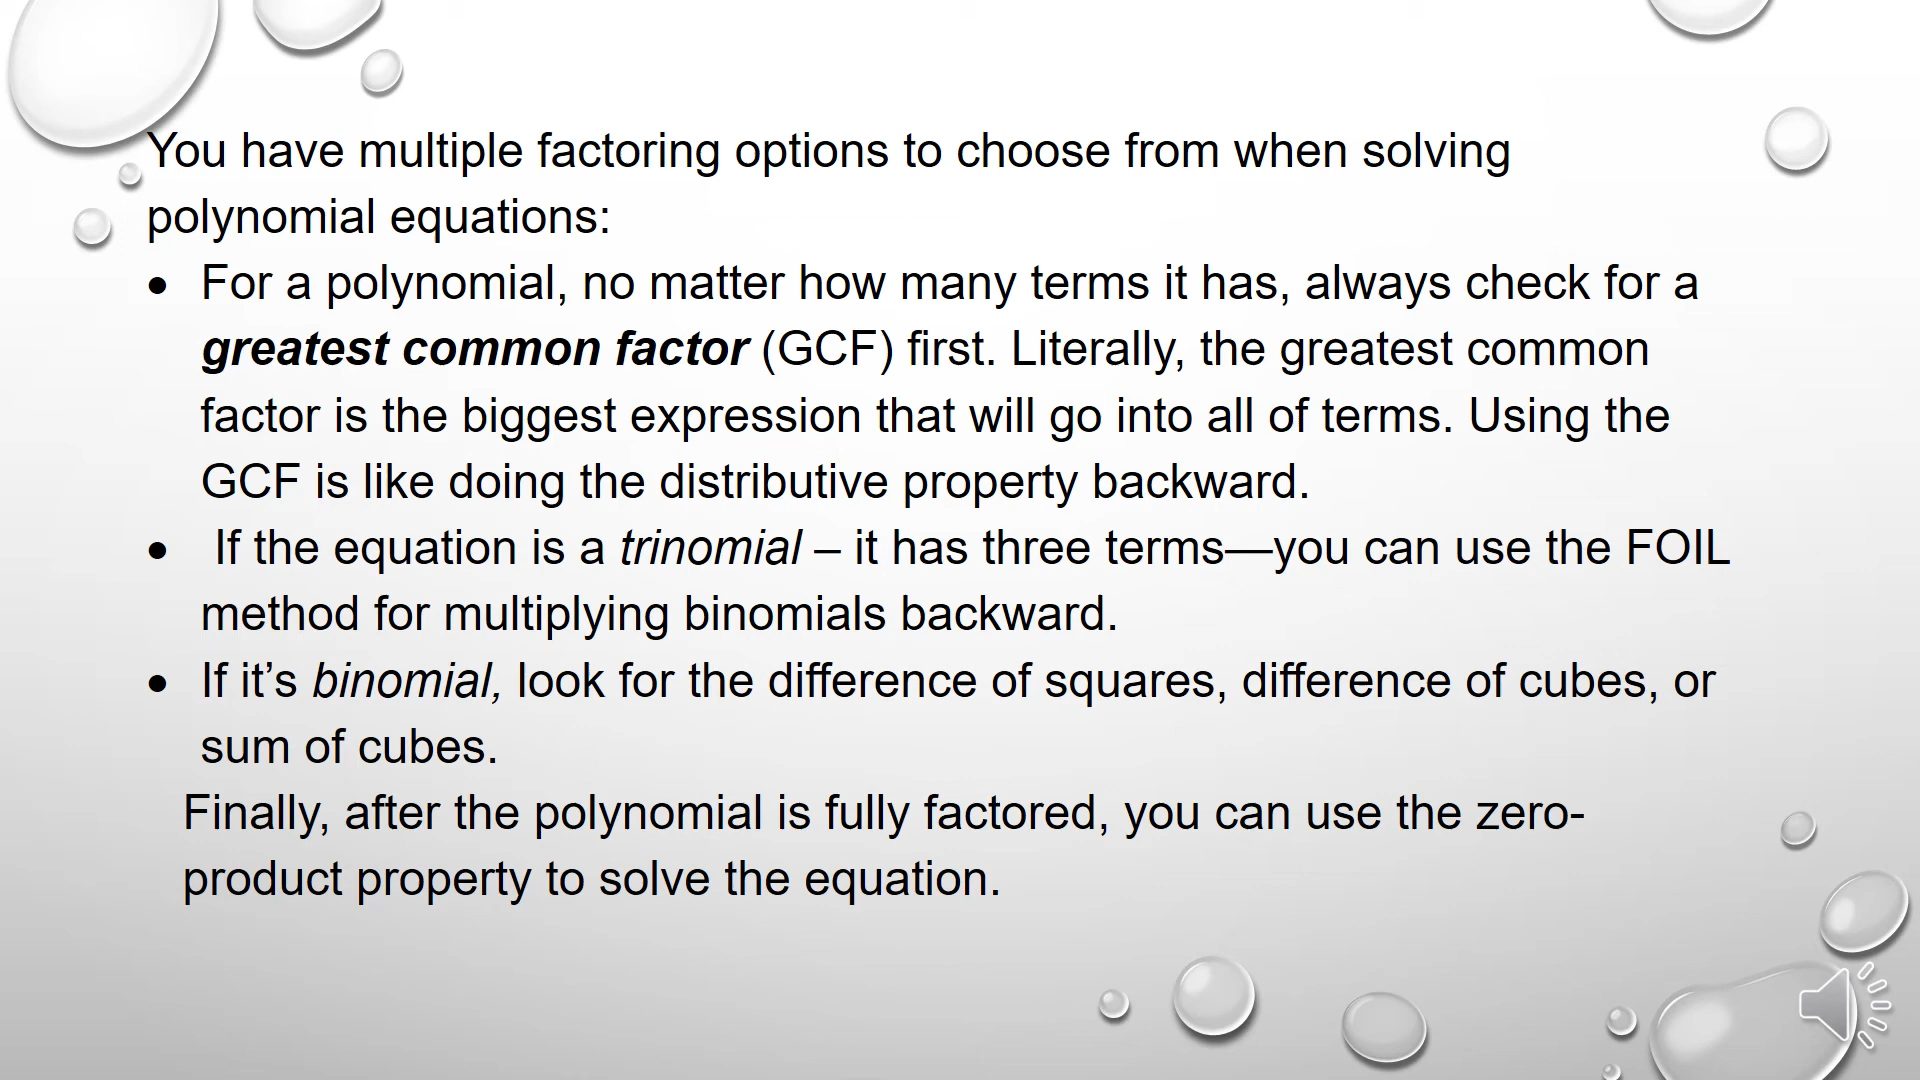 You have multiple factoring options to choose from when solving
polynomial equations:
• For a polynomial, no matter how many terms it has, always check for a
greatest common factor (GCF) first. Literally, the greatest common
factor is the biggest expression that will go into all of terms. Using the
GCF is like doing the distributive property backward.
• If the equation is a trinomial – it has three terms—you can use the FOIL
method for multiplying binomials backward.
• If it’s binomial, look for the difference of squares, difference of cubes, or
sum of cubes.
Finally, after the polynomial is fully factored, you can use the zero-
product property to solve the equation.